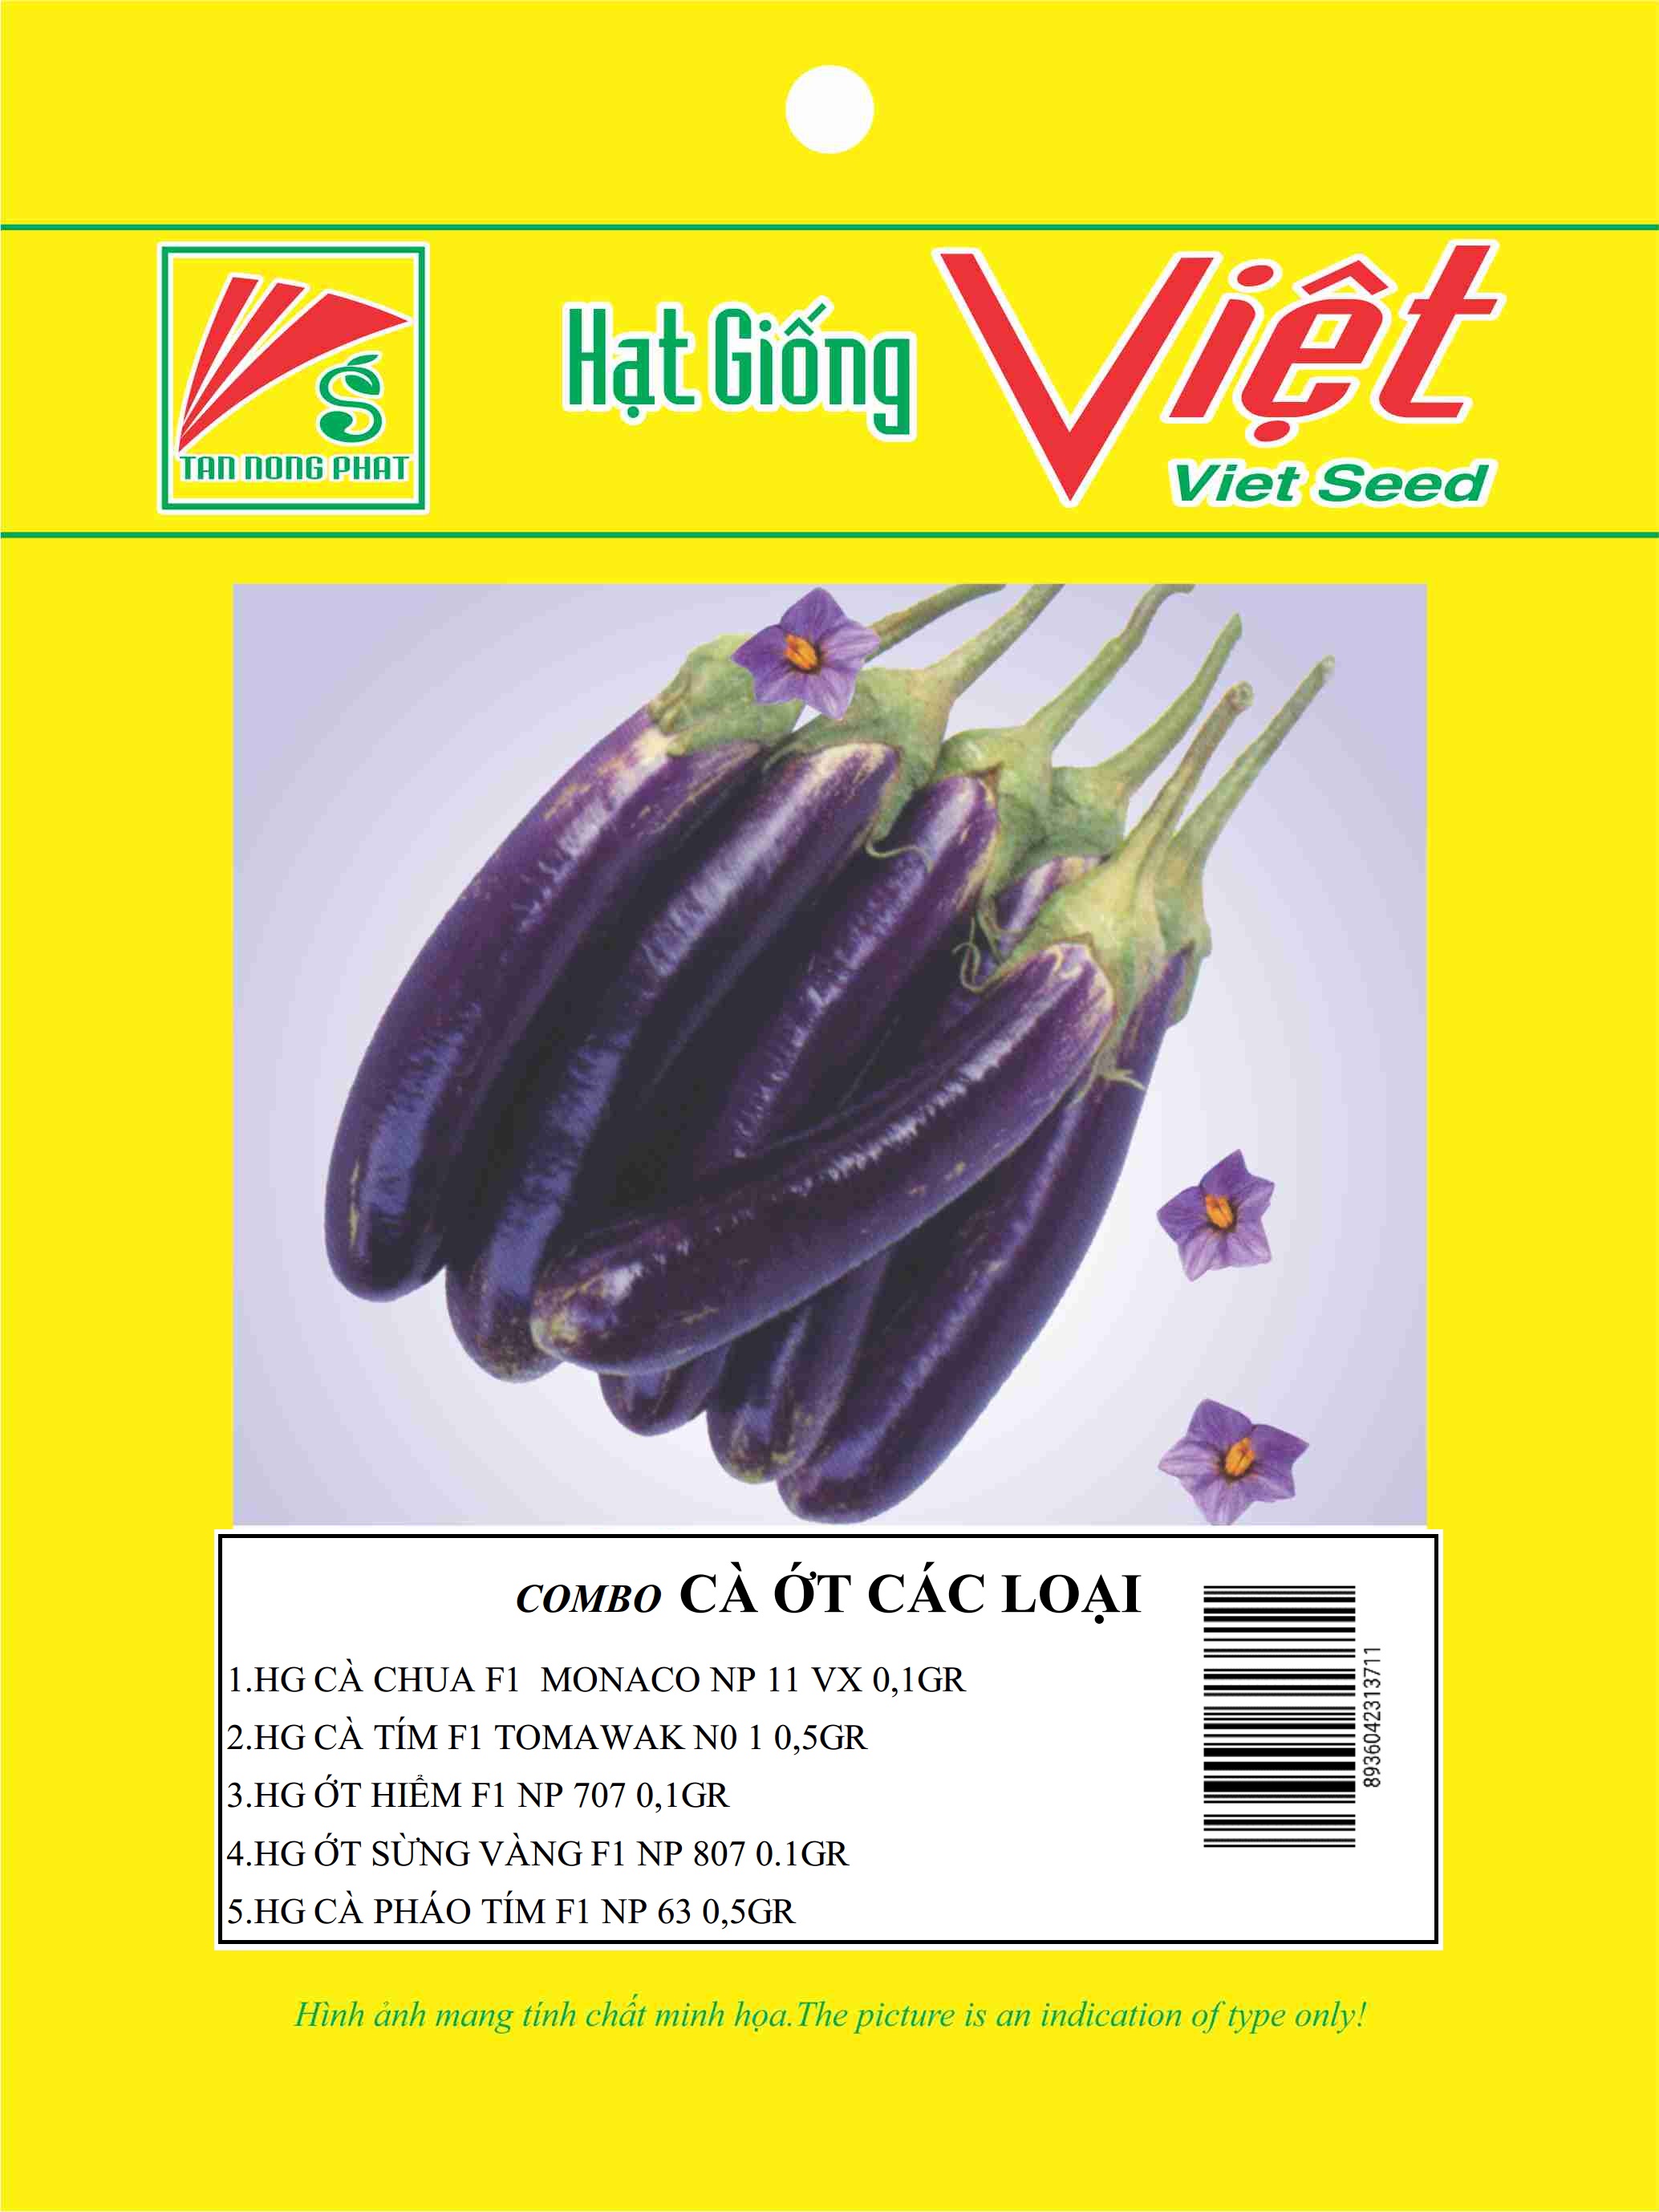 TAN NONG PHAT
Hạt Giống Việt
Viet Seed
COMBO CÀ ỚT CÁC LOẠI
1.HG CÀ CHUA F1 MONACO NP 11 VX 0,1GR
2.HG CÀ TÍM F1 TOMAWAK N0 1 0,5GR
3.HG ỚT HIỂM F1 NP 707 0,1GR
4.HG ỚT SỪNG VÀNG F1 NP 807 0.1GR
5.HG CÀ PHÁO TÍM F1 NP 63 0,5GR
8936042313711
Hình ảnh mang tính chất minh họa.The picture is an indication of type only!